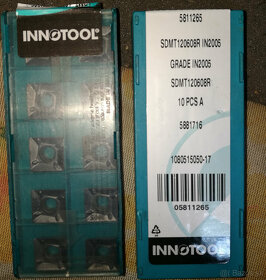 INNOTOOL®
5811265
SDMT120608R IN2005
GRADE IN2005
SDMT120608R
10 PCS A
5881716
1080515050-17
05811265
INNOTOOL®